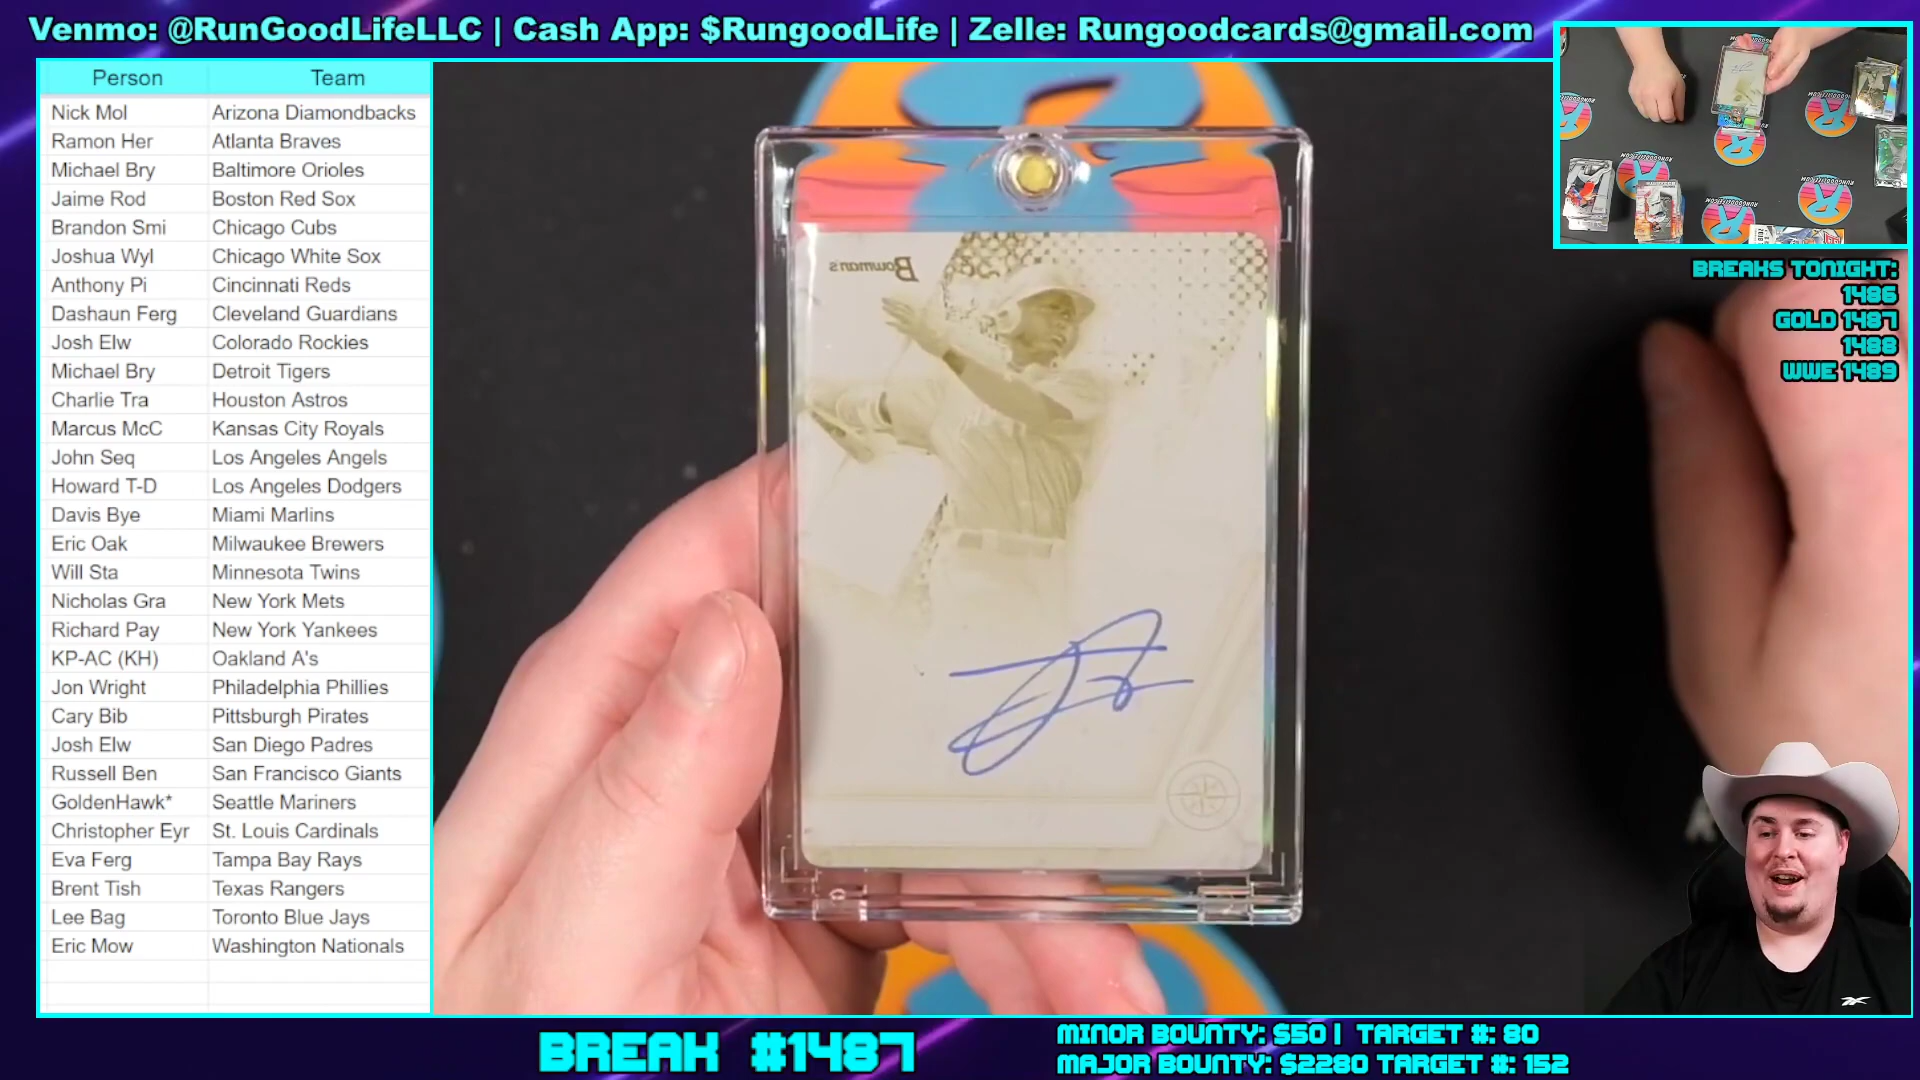 Venmo: @RunGoodLifeLLC | Cash App: $RungoodLife | Zelle: Rungoodcards@gmail.com
Person Team
Nick Mol Arizona Diamondbacks
Ramon Her Atlanta Braves
Michael Bry Baltimore Orioles
Jaime Rod Boston Red Sox
Brandon Smi Chicago Cubs
Joshua Wyl Chicago White Sox
Anthony Pi Cincinnati Reds
Dashaun Ferg Cleveland Guardians
Josh Elw Colorado Rockies
Michael Bry Detroit Tigers
Charlie Tra Houston Astros
Marcus McC Kansas City Royals
John Seq Los Angeles Angels
Howard T-D Los Angeles Dodgers
Davis Bye Miami Marlins
Eric Oak Milwaukee Brewers
Will Sta Minnesota Twins
Nicholas Gra New York Mets
Richard Pay New York Yankees
KP-AC (KH) Oakland A's
Jon Wright Philadelphia Phillies
Cary Bib Pittsburgh Pirates
Josh Elw San Diego Padres
Russell Ben San Francisco Giants
GoldenHawk* Seattle Mariners
Christopher Eyr St. Louis Cardinals
Eva Ferg Tampa Bay Rays
Brent Tish Texas Rangers
Lee Bag Toronto Blue Jays
Eric Mow Washington Nationals
Bowman's
BREAKS TONIGHT:
1486
GOLD 1487
1488
WWE 1489
BREAK #1487
MINOR BOUNTY: $50 | TARGET #: 80
MAJOR BOUNTY: $2280 TARGET #: 152